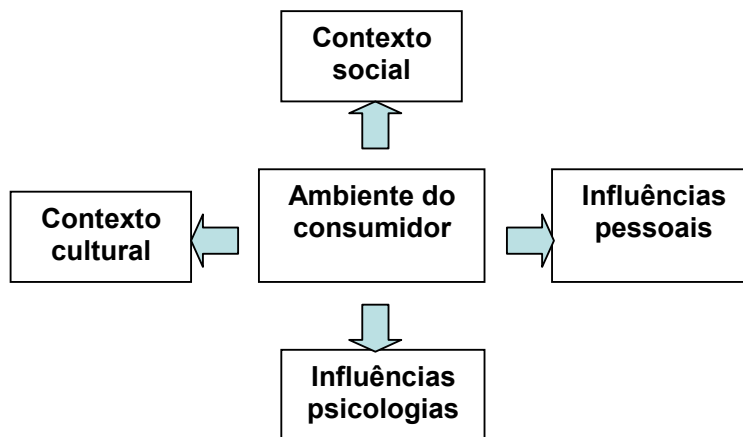 Contexto
social
Contexto
cultural
Ambiente do
consumidor
Influências
pessoais
Influências
psicologias